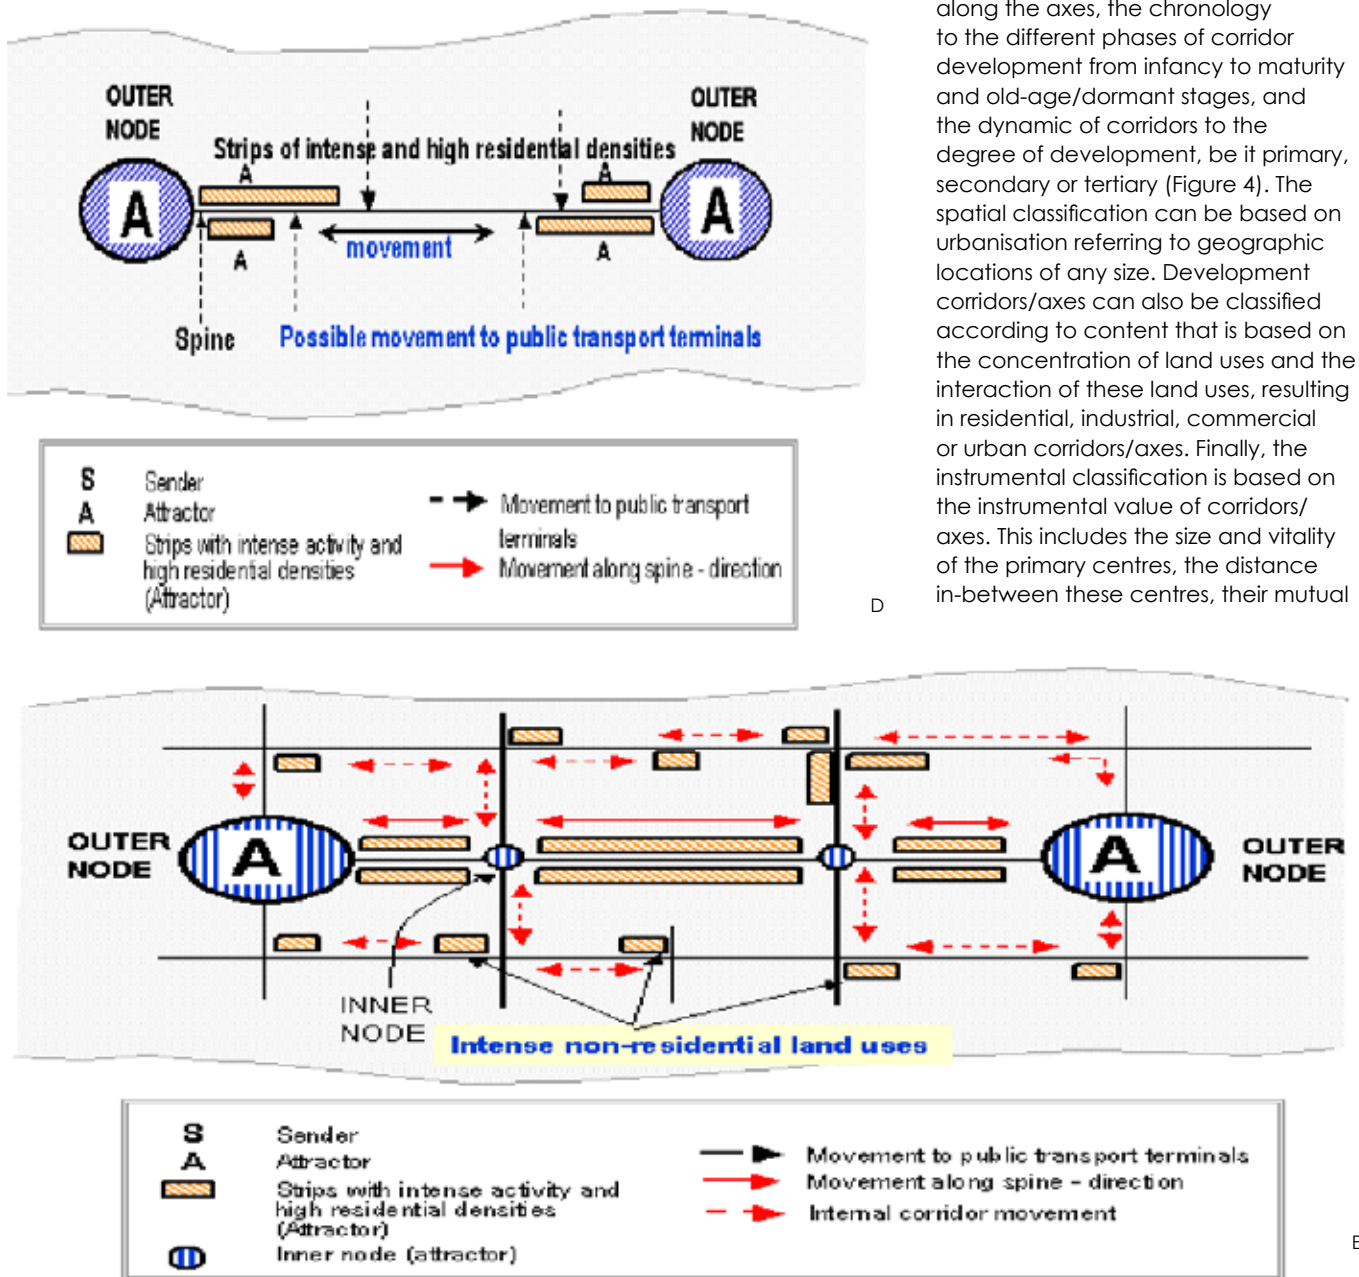 OUTER
NODE
OUTER
NODE
Strips of intense and high residential densities
A
A
A
A
movement
A
A
Spine
Possible movement to public transport terminals
S Sender
A Attractor
Strips with intense activity and
high residential densities
(Attractor)
Movement to public transport
terminals
Movement along spine - direction
D
along the axes, the chronology
to the different phases of corridor
development from infancy to maturity
and old-age/dormant stages, and
the dynamic of corridors to the
degree of development, be it primary,
secondary or tertiary (Figure 4). The
spatial classification can be based on
urbanisation referring to geographic
locations of any size. Development
corridors/axes can also be classified
according to content that is based on
the concentration of land uses and the
interaction of these land uses, resulting
in residential, industrial, commercial
or urban corridors/axes. Finally, the
instrumental classification is based on
the instrumental value of corridors/
axes. This includes the size and vitality
of the primary centres, the distance
in-between these centres, their mutual
OUTER
NODE
A
A
OUTER
NODE
INNER
NODE
Intense non-residential land uses
S Sender
A Attractor
Strips with intense activity and
high residential densities
(Attractor)
Inner node (attractor)
Movement to public transport terminals
Movement along spine - direction
Internal corridor movement